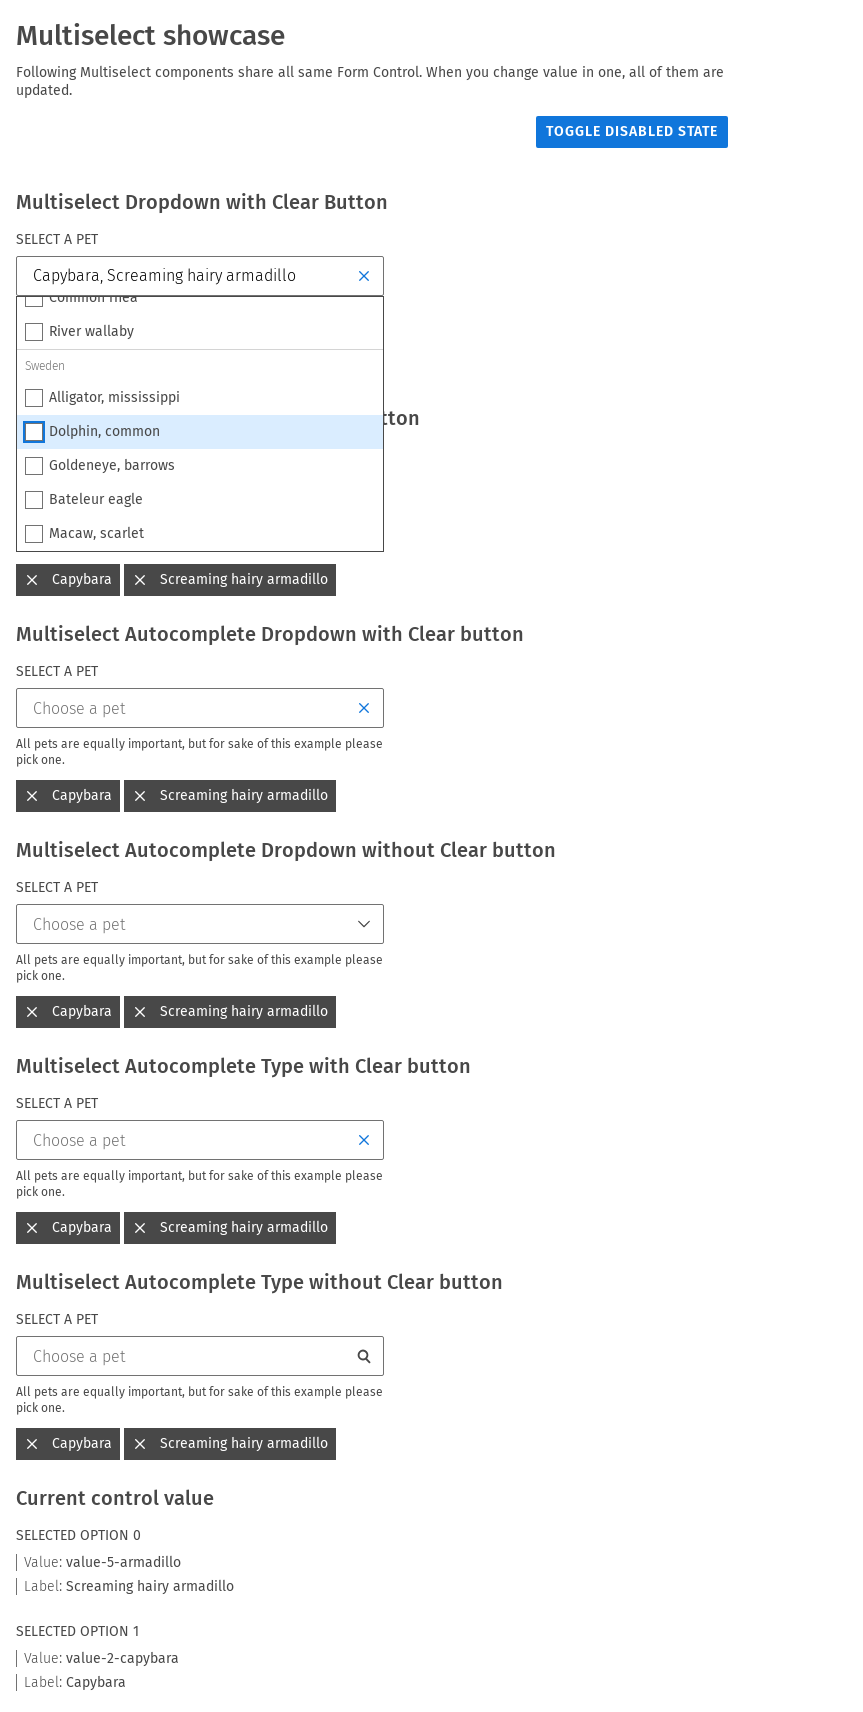 Multiselect showcase
Following Multiselect components share all same Form Control. When you change value in one, all of them are
updated.
TOGGLE DISABLED STATE
Multiselect Dropdown with Clear Button
SELECT A PET
Capybara, Screaming hairy armadillo
Common rhea
River wallaby
Sweden
Alligator, mississippi
Dolphin, common
Goldeneye, barrows
Bateleur eagle
Macaw, scarlet
Capybara
Screaming hairy armadillo
Multiselect Autocomplete Dropdown with Clear button
SELECT A PET
Choose a pet
All pets are equally important, but for sake of this example please
pick one.
Capybara
Screaming hairy armadillo
Multiselect Autocomplete Dropdown without Clear button
SELECT A PET
Choose a pet
All pets are equally important, but for sake of this example please
pick one.
Capybara
Screaming hairy armadillo
Multiselect Autocomplete Type with Clear button
SELECT A PET
Choose a pet
All pets are equally important, but for sake of this example please
pick one.
Capybara
Screaming hairy armadillo
Multiselect Autocomplete Type without Clear button
SELECT A PET
Choose a pet
All pets are equally important, but for sake of this example please
pick one.
Capybara
Screaming hairy armadillo
Current control value
SELECTED OPTION 0
Value: value-5-armadillo
Label: Screaming hairy armadillo
SELECTED OPTION 1
Value: value-2-capybara
Label: Capybara